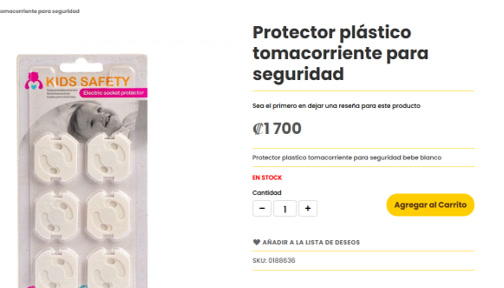 tomacorriente para seguridad
Protector plástico
tomacorriente para
seguridad
KIDS SAFETY
Electric socket protector
Sea el primero en dejar una reseña para este producto
₡1 700
Protector plastico tomacorriente para seguridad bebe blanco
EN STOCK
Cantidad
- 1 +
Agregar al Carrito
AÑADIR A LA LISTA DE DESEOS
SKU: 0188636